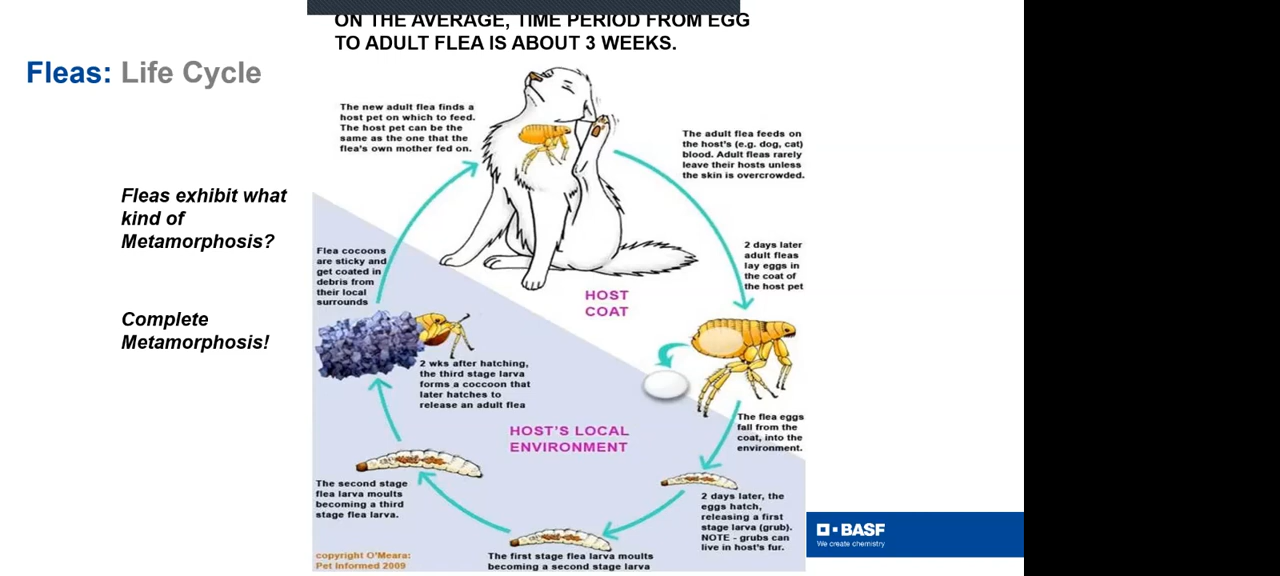 ON THE AVERAGE, TIME PERIOD FROM EGG
TO ADULT FLEA IS ABOUT 3 WEEKS.
Fleas: Life Cycle
The new adult flea finds a
host pet on which to feed.
The host pet can be the
same as the one that the
flea's own mother fed on.
The adult flea feeds on
the host's (e.g. dog, cat)
blood. Adult fleas rarely
leave their hosts unless
the skin is overcrowded.
Fleas exhibit what
kind of
Metamorphosis?
Complete
Metamorphosis!
Flea cocoons
are sticky and
get coated in
debris from
their local
surrounds
2 days later
adult fleas
lay eggs in
the coat of
the host pet
HOST
COAT
2 wks after hatching,
the third stage larva
forms a coccoon that
later hatches to
release an adult flea
HOST'S LOCAL
ENVIRONMENT
The flea eggs
fall from the
coat, into the
environment.
The second stage
flea larva moults
becoming a third
stage flea larva.
2 days later, the
eggs hatch,
releasing a first
stage larva (grub).
NOTE - grubs can
live in host's fur.
The first stage flea larva moults
becoming a second stage larva
copyright O'Meara:
Pet Informed 2009
BASF
We create chemistry